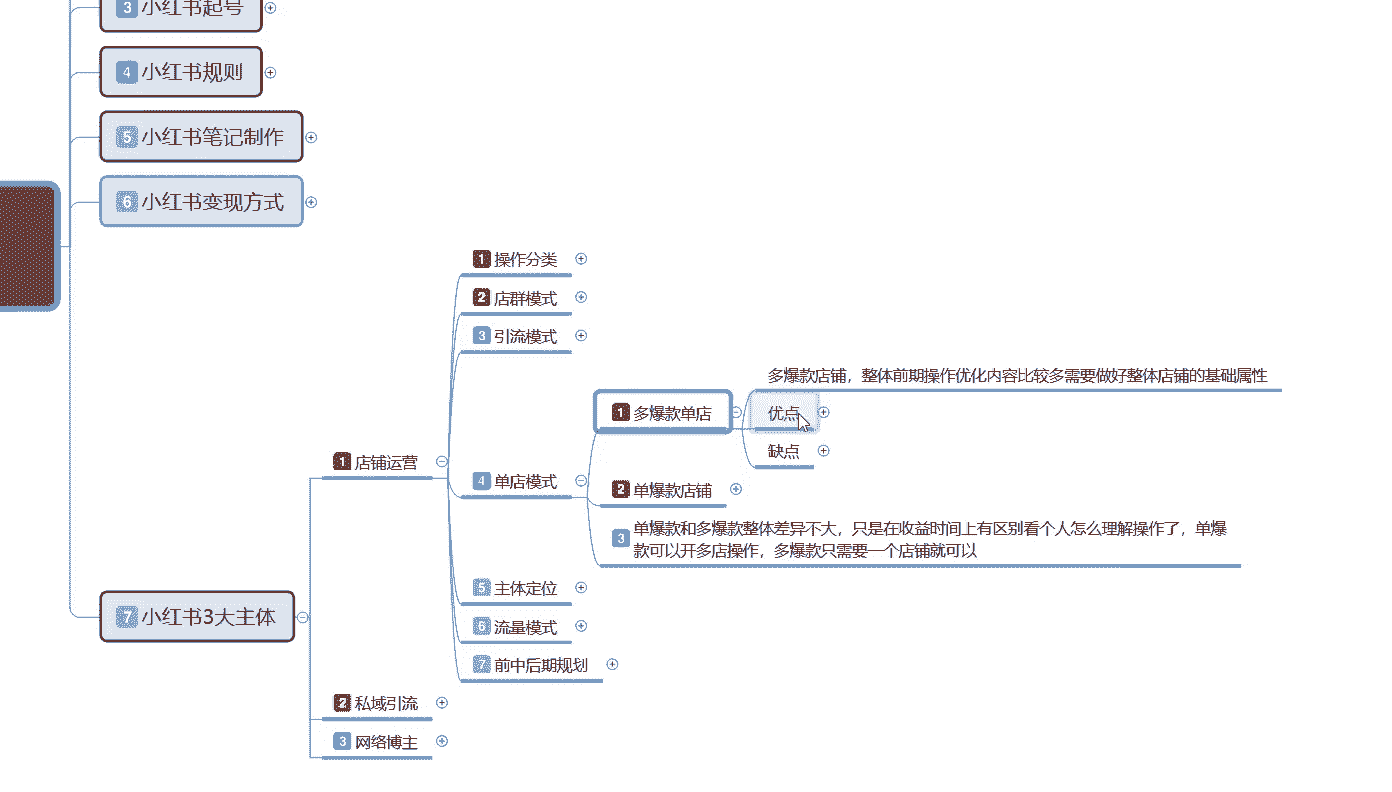 3 小红书起号
4 小红书规则
5 小红书笔记制作
6 小红书变现方式
7 小红书3大主体
1 店铺运营
1 操作分类
2 店群模式
3 引流模式
4 单店模式
1 多爆款单店
多爆款店铺，整体前期操作优化内容比较多需要做好整体店铺的基础属性
优点
缺点
2 单爆款店铺
3 单爆款和多爆款整体差异不大，只是在收益时间上有区别看个人怎么理解操作了，单爆
款可以开多店操作，多爆款只需要一个店铺就可以
5 主体定位
6 流量模式
7 前中后期规划
2 私域引流
3 网络博主